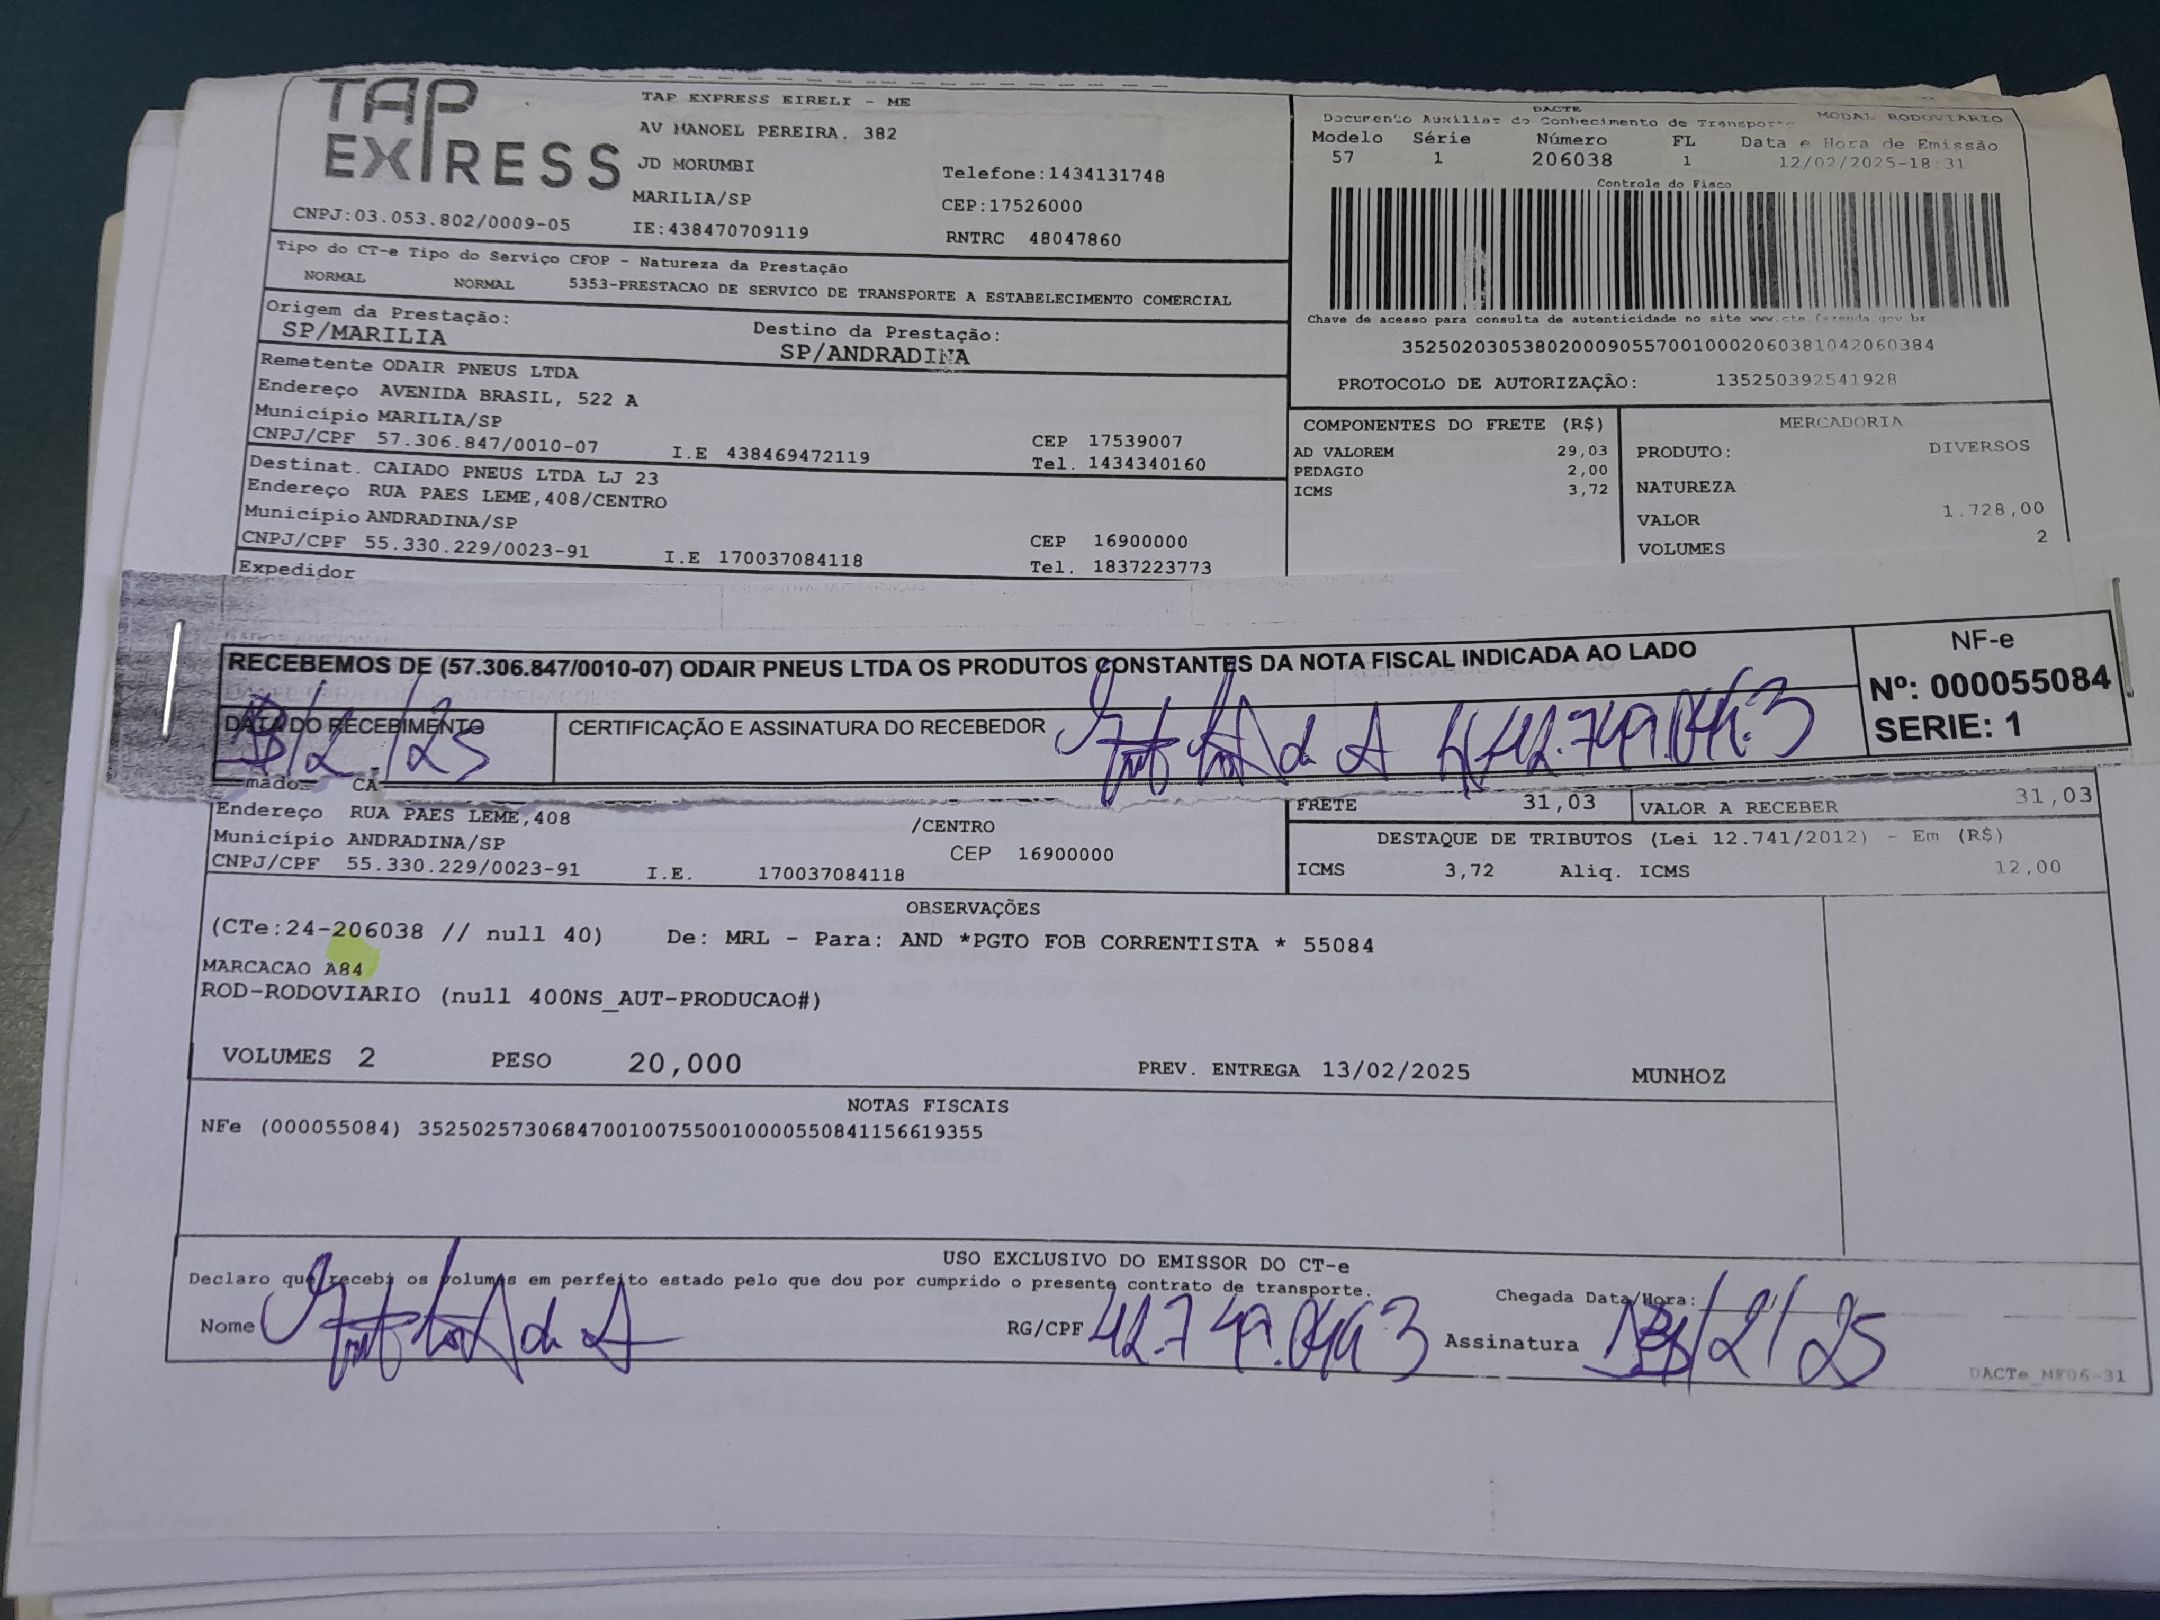 TAP EXPRESS
TAP EXPRESS EIRELI - ME
AV MANOEL PEREIRA, 382
JD MORUMBI
MARILIA/SP
IE:438470709119
Telefone:1434131748
CEP:17526000
RNTRC 48047860
CNPJ:03.053.802/0009-05
DACTE
Documento Auxiliar do Conhecimento de Transporte MODAL RODOVIARIO
Modelo Série Número FL Data e Hora de Emissão
57 1 206038 1 12/02/2025-18:31
Controle do Fisco
Chave de acesso para consulta de autenticidade no site www.cte.fazenda.gov.br
35250203053802000905570010002060381042060384
PROTOCOLO DE AUTORIZAÇÃO: 135250392541928
Tipo do CT-e Tipo do Serviço CFOP - Natureza da Prestação
NORMAL NORMAL 5353-PRESTACAO DE SERVICO DE TRANSPORTE A ESTABELECIMENTO COMERCIAL
Origem da Prestação: Destino da Prestação:
SP/MARILIA SP/ANDRADINA
Remetente ODAIR PNEUS LTDA
Endereço AVENIDA BRASIL, 522 A
Município MARILIA/SP CEP 17539007
CNPJ/CPF 57.306.847/0010-07 I.E 438469472119 Tel. 1434340160
Destinat. CAIADO PNEUS LTDA LJ 23
Endereço RUA PAES LEME,408/CENTRO
Município ANDRADINA/SP CEP 16900000
CNPJ/CPF 55.330.229/0023-91 I.E 170037084118 Tel. 1837223773
Expedidor
COMPONENTES DO FRETE (R$)
AD VALOREM 29,03
PEDAGIO 2,00
ICMS 3,72
MERCADORIA
PRODUTO: DIVERSOS
NATUREZA
VALOR 1.728,00
VOLUMES 2
RECEBEMOS DE (57.306.847/0010-07) ODAIR PNEUS LTDA OS PRODUTOS CONSTANTES DA NOTA FISCAL INDICADA AO LADO
NF-e
Nº: 000055084
SERIE: 1
DATA DO RECEBIMENTO CERTIFICAÇÃO E ASSINATURA DO RECEBEDOR
/2/25
mado CA
Endereço RUA PAES LEME,408 /CENTRO
Município ANDRADINA/SP CEP 16900000
CNPJ/CPF 55.330.229/0023-91 I.E. 170037084118
FRETE 31,03 VALOR A RECEBER 31,03
DESTAQUE DE TRIBUTOS (Lei 12.741/2012) - Em (R$)
ICMS 3,72 Aliq. ICMS 12,00
OBSERVAÇÕES
(CTe:24-206038 // null 40) De: MRL - Para: AND *PGTO FOB CORRENTISTA * 55084
MARCACAO A84
ROD-RODOVIARIO (null 400NS_AUT-PRODUCAO#)
VOLUMES 2 PESO 20,000 PREV. ENTREGA 13/02/2025 MUNHOZ
NOTAS FISCAIS
NFe (000055084) 35250257306847001007550010000550841156619355
USO EXCLUSIVO DO EMISSOR DO CT-e
Declaro que recebi os volumes em perfeito estado pelo que dou por cumprido o presente contrato de transporte.
Chegada Data/Hora:
Nome RG/CPF Assinatura /2/25
DACTe_MF06-31